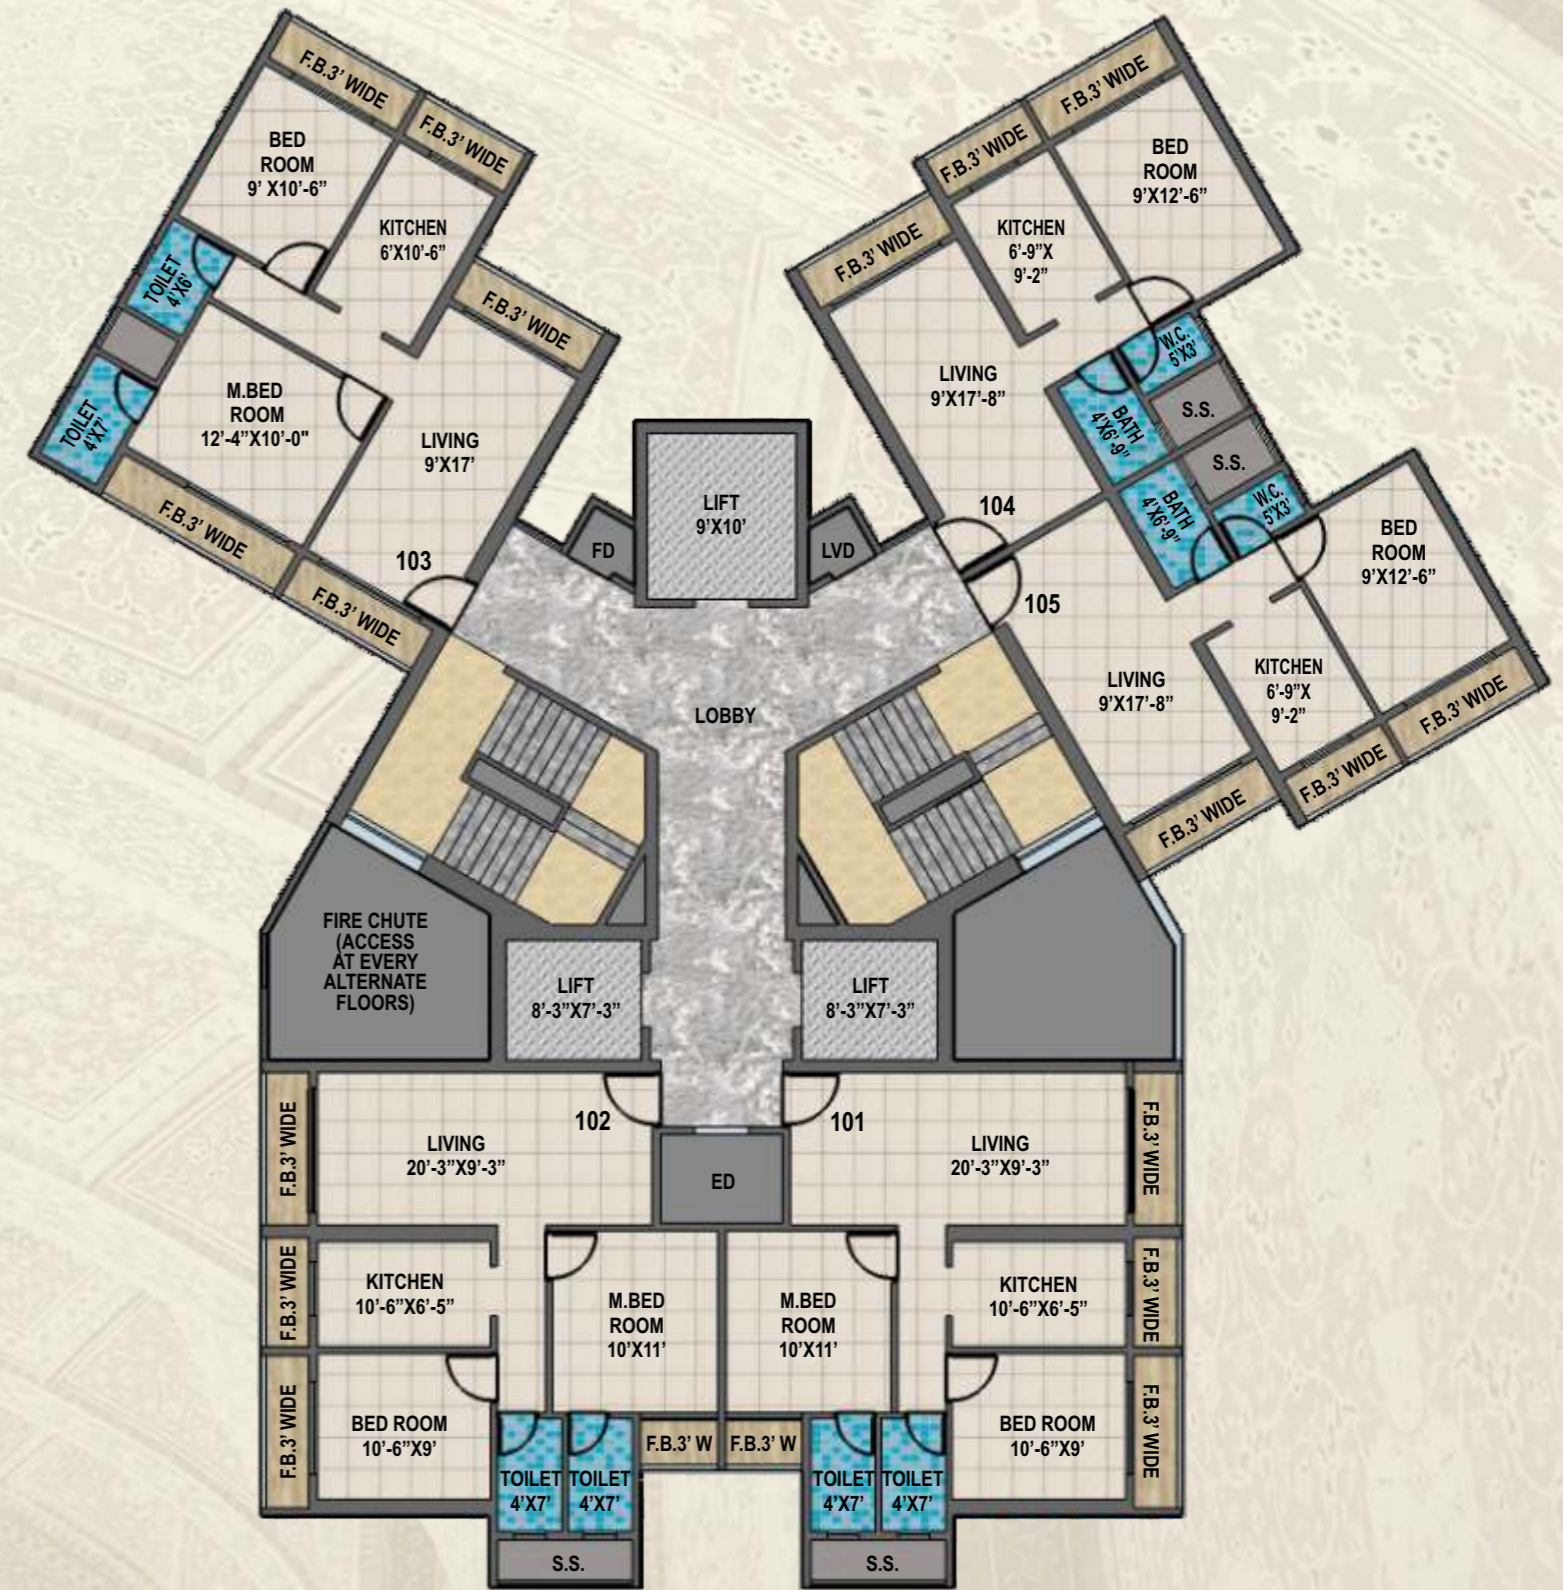 F.B.3' WIDE
F.B.3' WIDE
BED
ROOM
9' X10'-6”
KITCHEN
6'X10'-6”
F.B.3' WIDE
TOILET
4'X6'
M.BED
ROOM
12'-4”X10'-0"
TOILET
4'X7'
LIVING
9'X17'
F.B.3' WIDE
F.B.3' WIDE
103
F.B.3' WIDE
F.B.3' WIDE
F.B.3' WIDE
BED
ROOM
9'X12'-6”
KITCHEN
6'-9”X
9'-2”
LIVING
9'X17'-8”
W.C.
5'X3'
BATH
4'X6'-9”
S.S.
S.S.
W.C.
5'X3'
BATH
4'X6'-9”
104
105
BED
ROOM
9'X12'-6”
LIVING
9'X17'-8”
KITCHEN
6'-9”X
9'-2”
F.B.3' WIDE
F.B.3' WIDE
F.B.3' WIDE
LIFT
9'X10'
FD
LVD
LOBBY
FIRE CHUTE
(ACCESS
AT EVERY
ALTERNATE
FLOORS)
LIFT
8'-3”X7'-3”
LIFT
8'-3”X7'-3”
102
101
F.B.3' WIDE
LIVING
20'-3”X9'-3”
ED
LIVING
20'-3”X9'-3”
F.B.3' WIDE
F.B.3' WIDE
KITCHEN
10'-6”X6'-5”
M.BED
ROOM
10'X11'
M.BED
ROOM
10'X11'
KITCHEN
10'-6”X6'-5”
F.B.3' WIDE
F.B.3' WIDE
BED ROOM
10'-6”X9'
F.B.3' W
F.B.3' W
BED ROOM
10'-6”X9'
F.B.3' WIDE
TOILET
4'X7'
TOILET
4'X7'
TOILET
4'X7'
TOILET
4'X7'
S.S.
S.S.